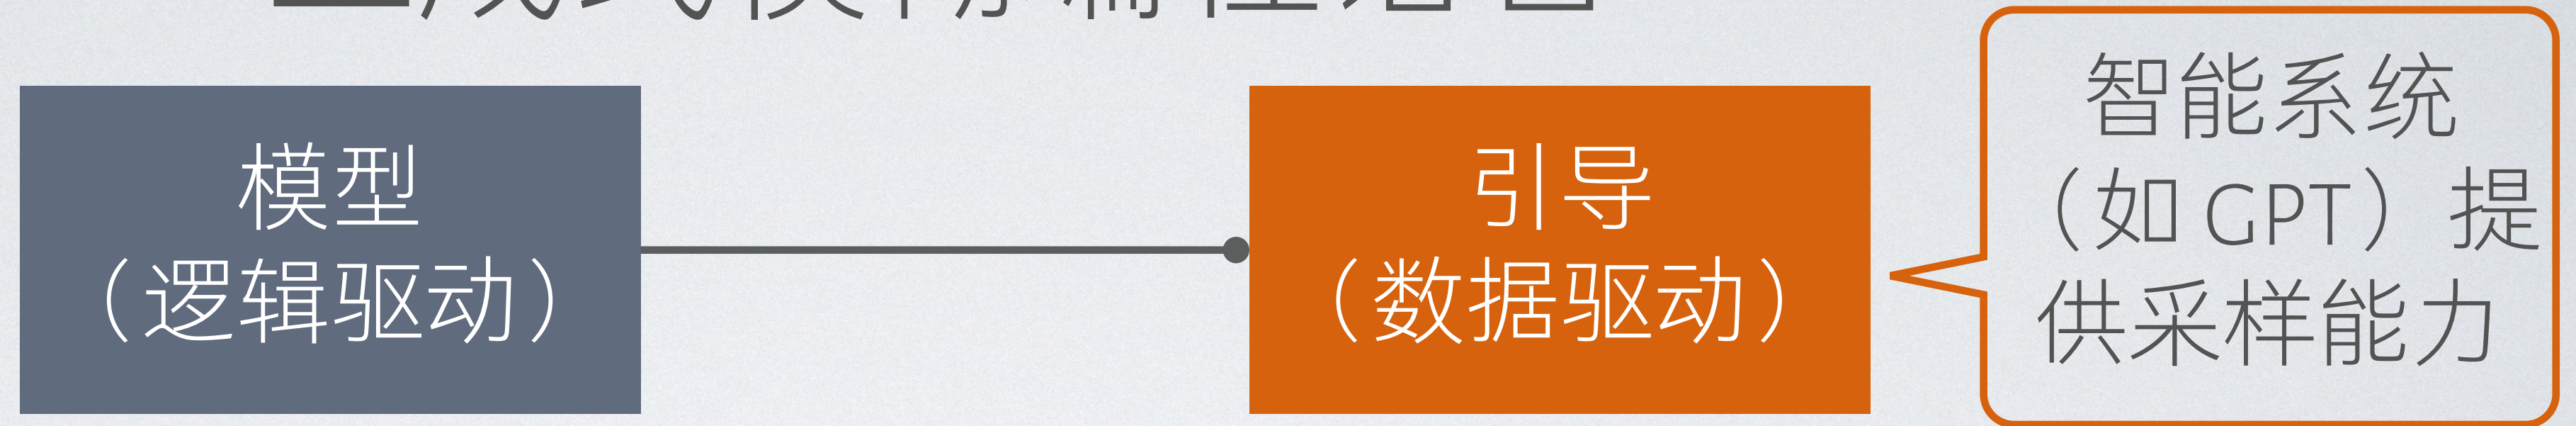 模型
（逻辑驱动）
引导
（数据驱动）
智能系统
（如 GPT）提
供采样能力